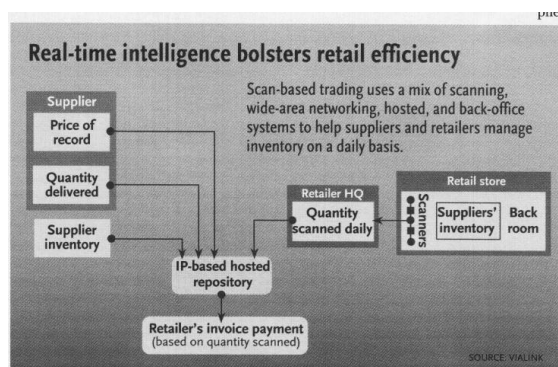 Real-time intelligence bolsters retail efficiency
Scan-based trading uses a mix of scanning,
wide-area networking, hosted, and back-office
systems to help suppliers and retailers manage
inventory on a daily basis.
Supplier
Price of
record
Quantity
delivered
Supplier
inventory
Retailer HQ
Quantity
scanned daily
Retail store
Scanners
Suppliers'
inventory
Back
room
IP-based hosted
repository
Retailer's invoice payment
(based on quantity scanned)
SOURCE: VIALINK